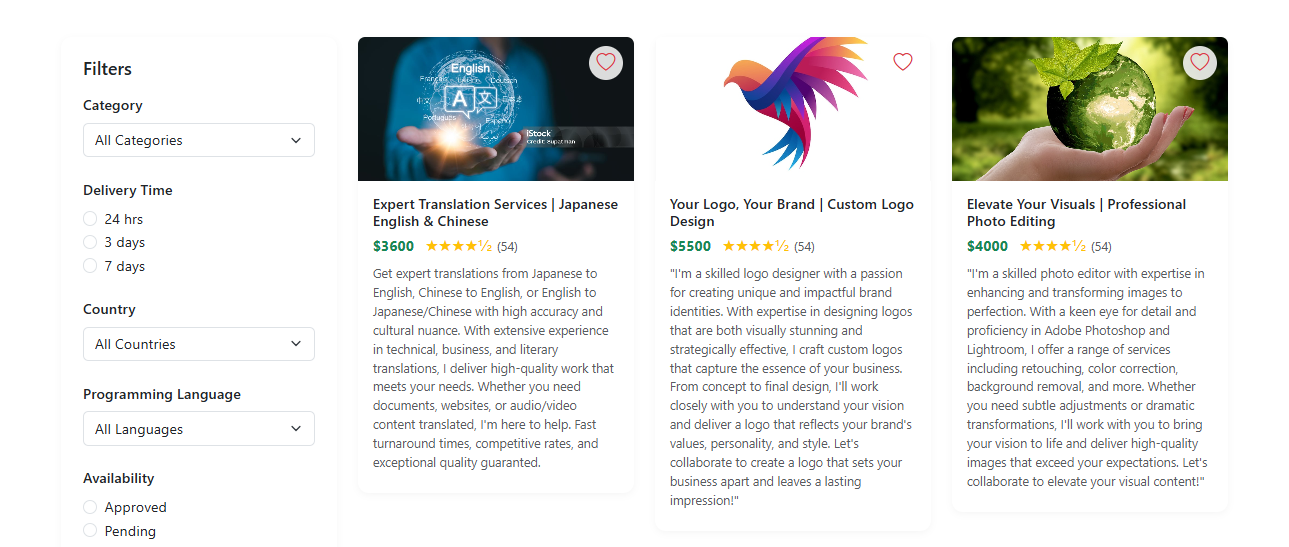 Filters
Category
All Categories
Delivery Time
24 hrs
3 days
7 days
Country
All Countries
Programming Language
All Languages
Availability
Approved
Pending
English
Français
Deutsch
中文
A 文
日本語
Português
Español
iStock
Credit: Supatman
Expert Translation Services | Japanese
English & Chinese
$3600 ★★★★½ (54)
Get expert translations from Japanese to
English, Chinese to English, or English to
Japanese/Chinese with high accuracy and
cultural nuance. With extensive experience
in technical, business, and literary
translations, I deliver high-quality work that
meets your needs. Whether you need
documents, websites, or audio/video
content translated, I'm here to help. Fast
turnaround times, competitive rates, and
exceptional quality guaranted.
Your Logo, Your Brand | Custom Logo
Design
$5500 ★★★★½ (54)
"I'm a skilled logo designer with a passion
for creating unique and impactful brand
identities. With expertise in designing logos
that are both visually stunning and
strategically effective, I craft custom logos
that capture the essence of your business.
From concept to final design, I'll work
closely with you to understand your vision
and deliver a logo that reflects your brand's
values, personality, and style. Let's
collaborate to create a logo that sets your
business apart and leaves a lasting
impression!"
Elevate Your Visuals | Professional
Photo Editing
$4000 ★★★★½ (54)
"I'm a skilled photo editor with expertise in
enhancing and transforming images to
perfection. With a keen eye for detail and
proficiency in Adobe Photoshop and
Lightroom, I offer a range of services
including retouching, color correction,
background removal, and more. Whether
you need subtle adjustments or dramatic
transformations, I'll work with you to bring
your vision to life and deliver high-quality
images that exceed your expectations. Let's
collaborate to elevate your visual content!"